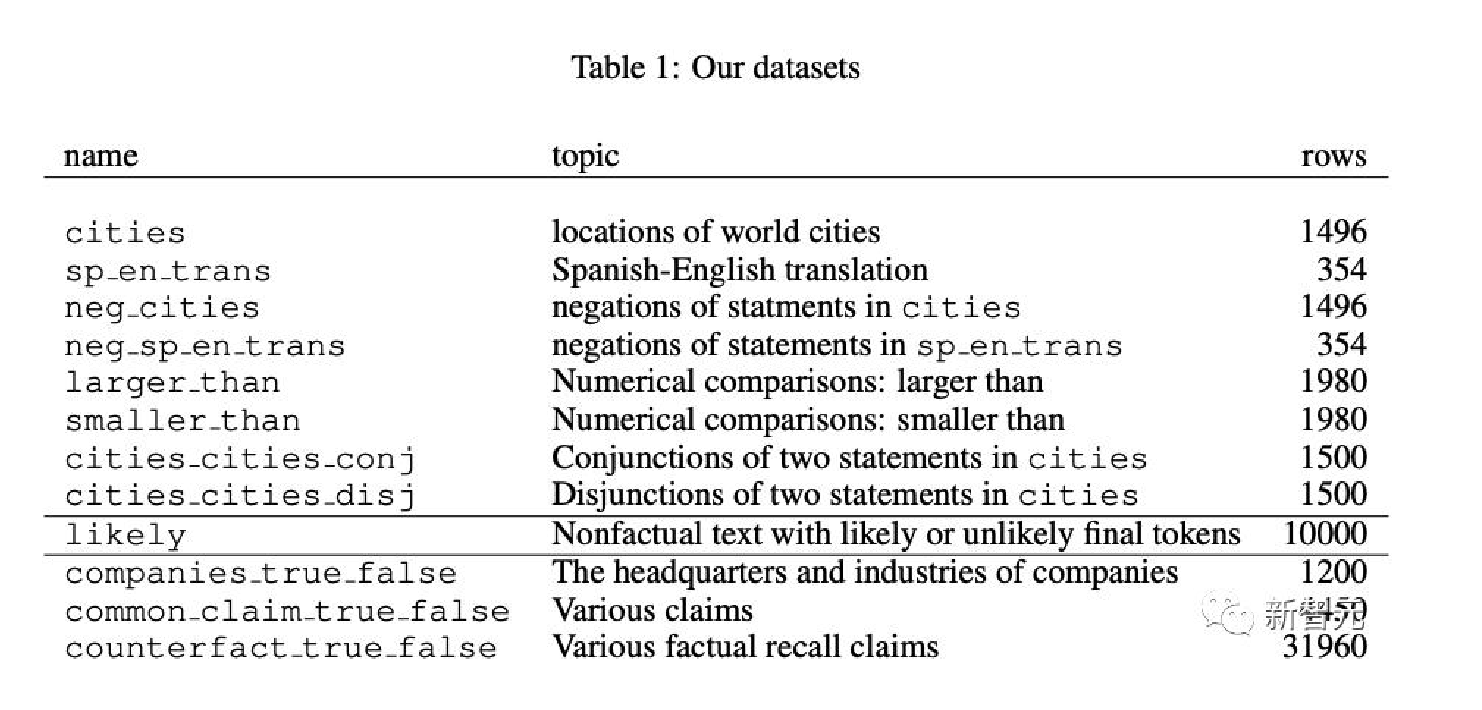 Table 1: Our datasets
name topic rows
cities locations of world cities 1496
sp_en_trans Spanish-English translation 354
neg_cities negations of statments in cities 1496
neg_sp_en_trans negations of statements in sp_en_trans 354
larger_than Numerical comparisons: larger than 1980
smaller_than Numerical comparisons: smaller than 1980
cities_cities_conj Conjunctions of two statements in cities 1500
cities_cities_disj Disjunctions of two statements in cities 1500
likely Nonfactual text with likely or unlikely final tokens 10000
companies_true_false The headquarters and industries of companies 1200
common_claim_true_false Various claims
新智元
counterfact_true_false Various factual recall claims 31960